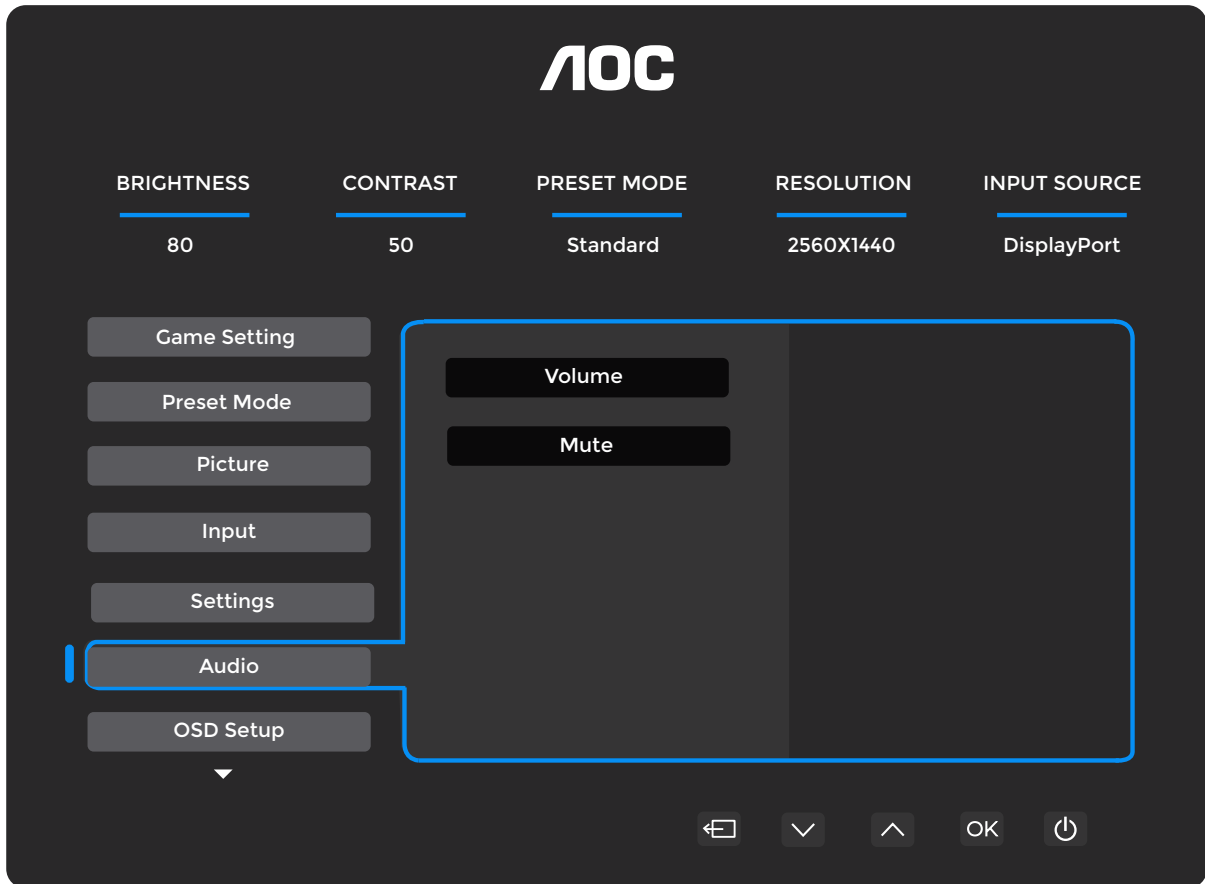 AOC
BRIGHTNESS CONTRAST PRESET MODE RESOLUTION INPUT SOURCE
80 50 Standard 2560X1440 DisplayPort
Game Setting
Preset Mode
Picture
Input
Settings
Audio
OSD Setup
Volume
Mute
OK